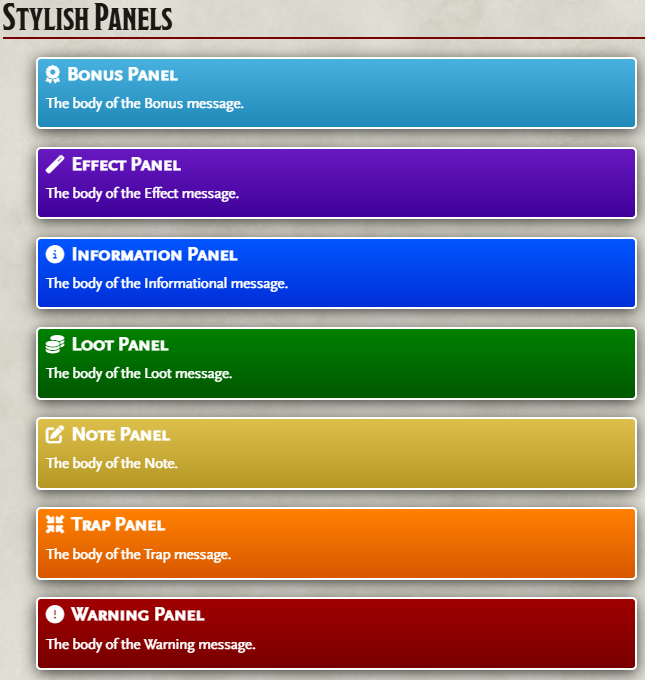 Stylish Panels
Bonus Panel
The body of the Bonus message.
Effect Panel
The body of the Effect message.
Information Panel
The body of the Informational message.
Loot Panel
The body of the Loot message.
Note Panel
The body of the Note.
Trap Panel
The body of the Trap message.
Warning Panel
The body of the Warning message.